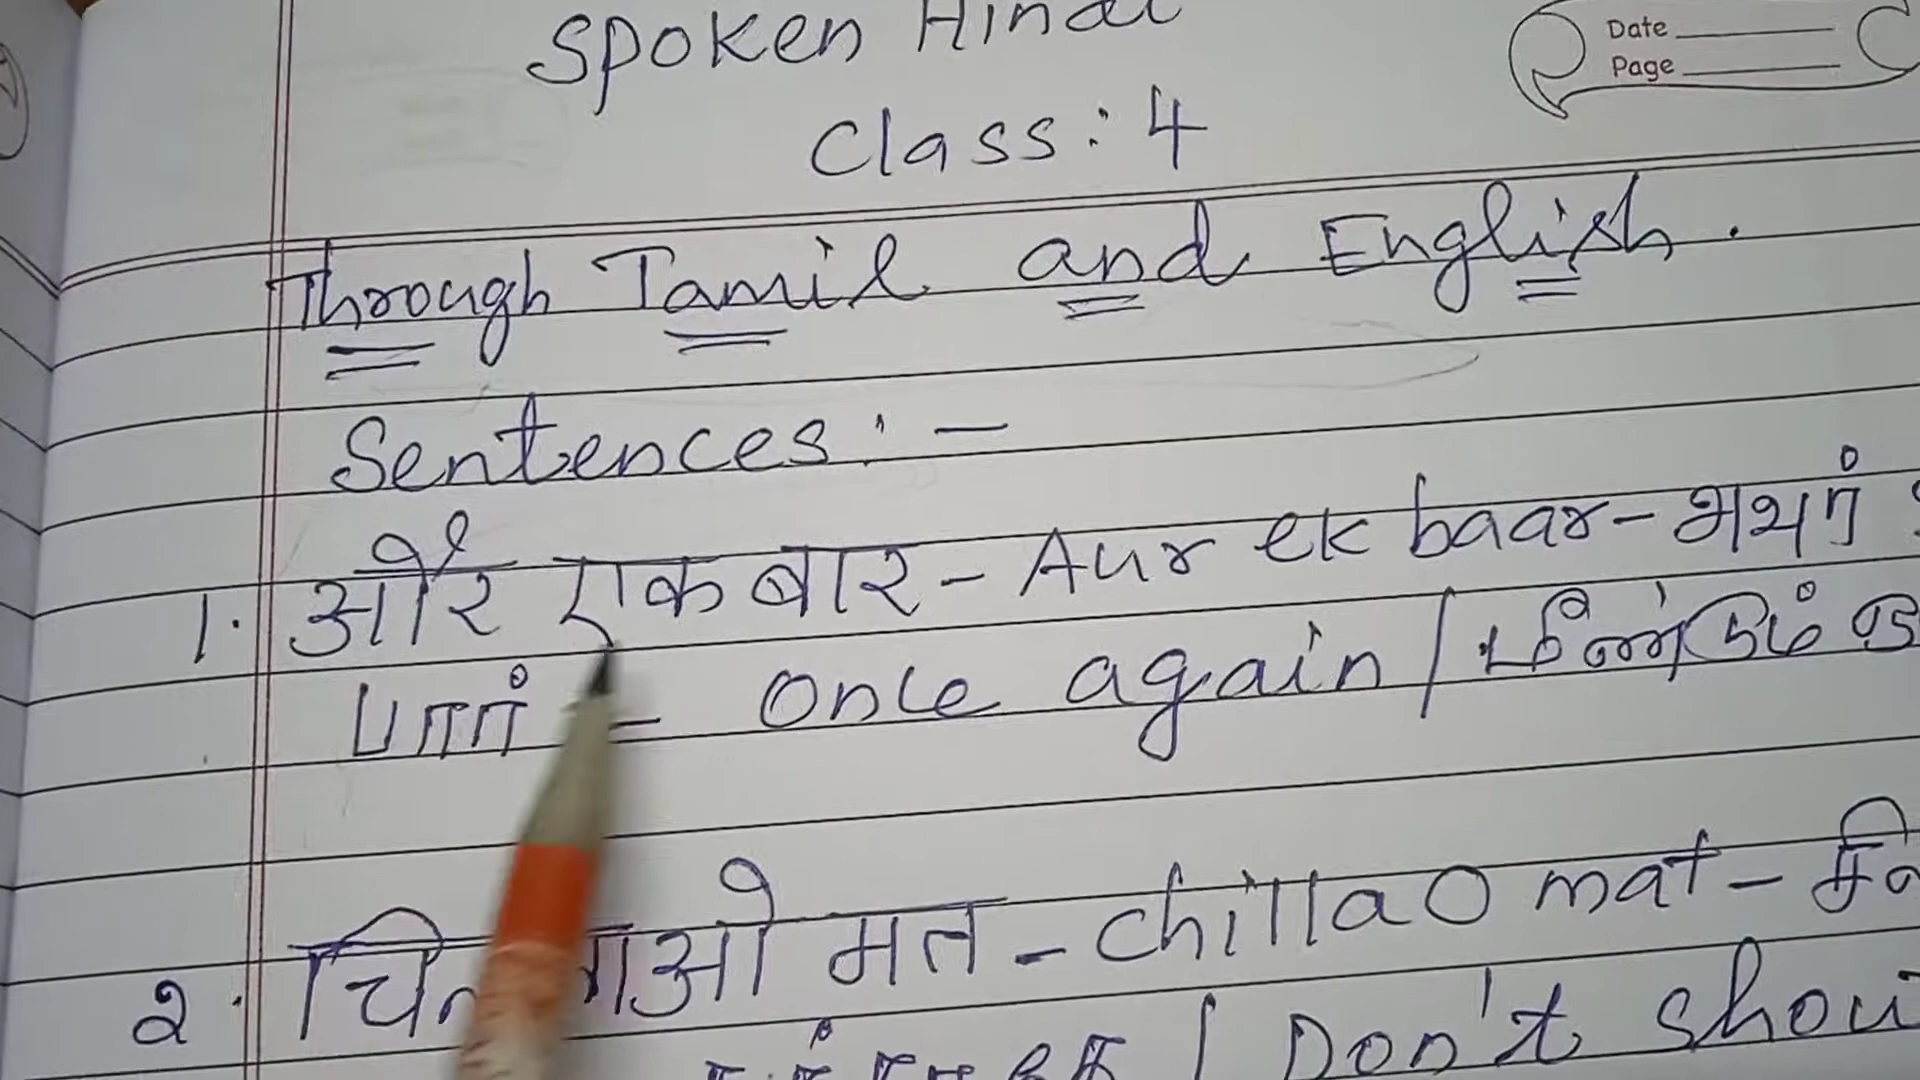 Spoken Hindi
Date
Page
Class: 4
Through Tamil and English.
Sentences: -
1. और एक बार - Aur ek baar -
பார் - Once again / மீண்டும்
2. मत - chillao mat -
| Don't